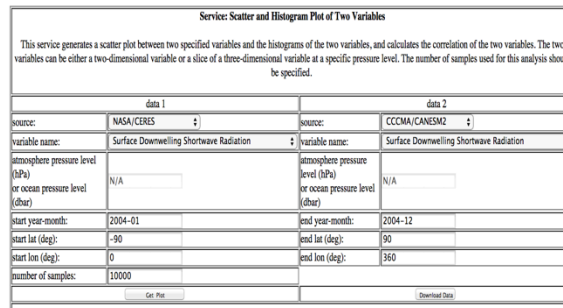 Service: Scatter and Histogram Plot of Two Variables
This service generates a scatter plot between two specified variables and the histograms of the two variables, and calculates the correlation of the two variables. The two
variables can be either a two-dimensional variable or a slice of a three-dimensional variable at a specific pressure level. The number of samples used for this analysis shou
be specified.
data 1 data 2
source: NASA/CERES source: CCCMA/CANESM2
variable name: Surface Downwelling Shortwave Radiation variable name: Surface Downwelling Shortwave Radiation
atmosphere pressure level atmosphere pressure
(hPa) level (hPa)
or ocean pressure level N/A or ocean pressure level N/A
(dbar) (dbar)
start year-month: 2004-01 end year-month: 2004-12
start lat (deg): -90 end lat (deg): 90
start lon (deg): 0 end lon (deg): 360
number of samples: 10000
Get Plot Download Data